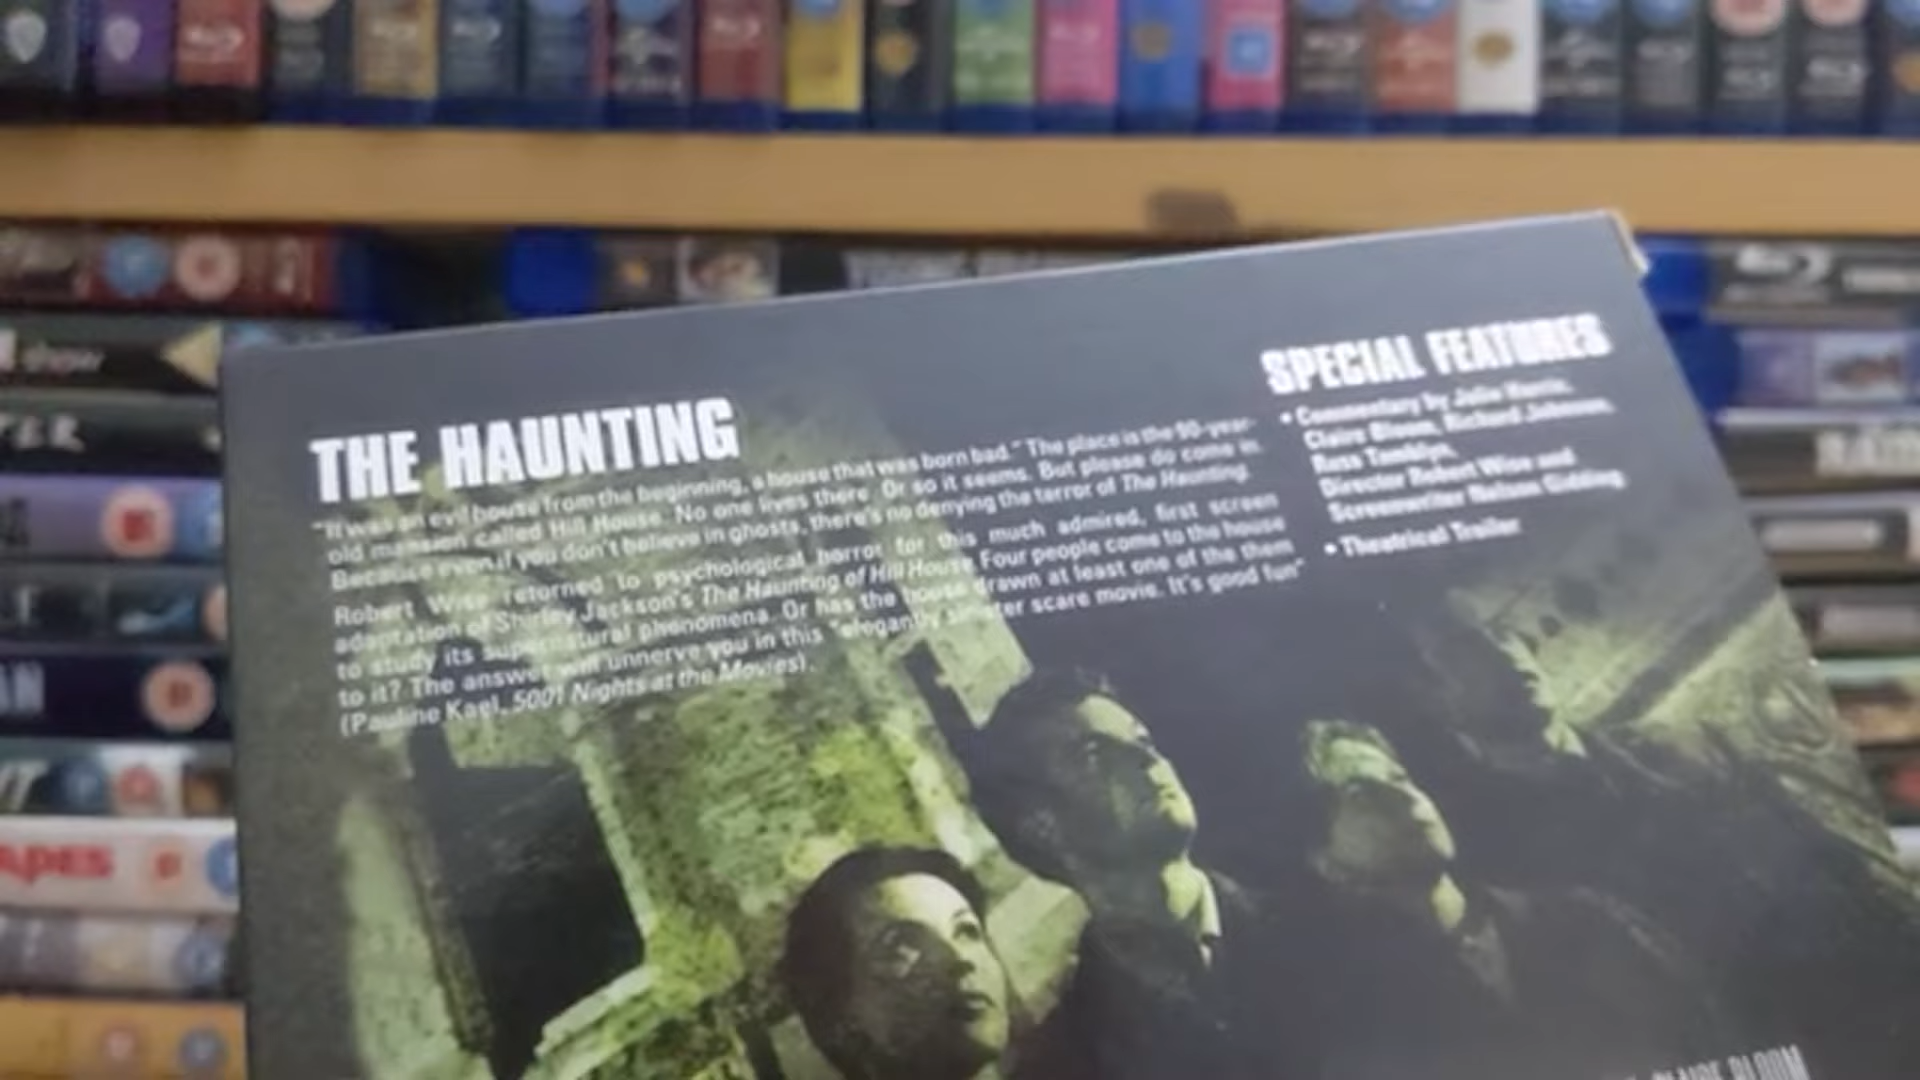 THE HAUNTING
"It was an evil house from the beginning, a house that was born bad." The place is the 90-year-
old mansion called Hill House. No one lives there. Or so it seems. But please do come in.
Because even if you don't believe in ghosts, there's no denying the terror of The Haunting.
Robert Wise returned to psychological horror for this much admired, first screen
adaptation of Shirley Jackson's The Haunting of Hill House. Four people come to the house
to study its supernatural phenomena. Or has the house drawn at least one of the them
to it? The answer will unnerve you in this "elegantly sinister scare movie. It's good fun"
(Pauline Kael, 5001 Nights at the Movies).
SPECIAL FEATURES
• Commentary by Julie Harris,
Claire Bloom, Richard Johnson,
Russ Tamblyn,
Director Robert Wise and
Screenwriter Nelson Gidding
• Theatrical Trailer
CLAIRE BLOOM
APES